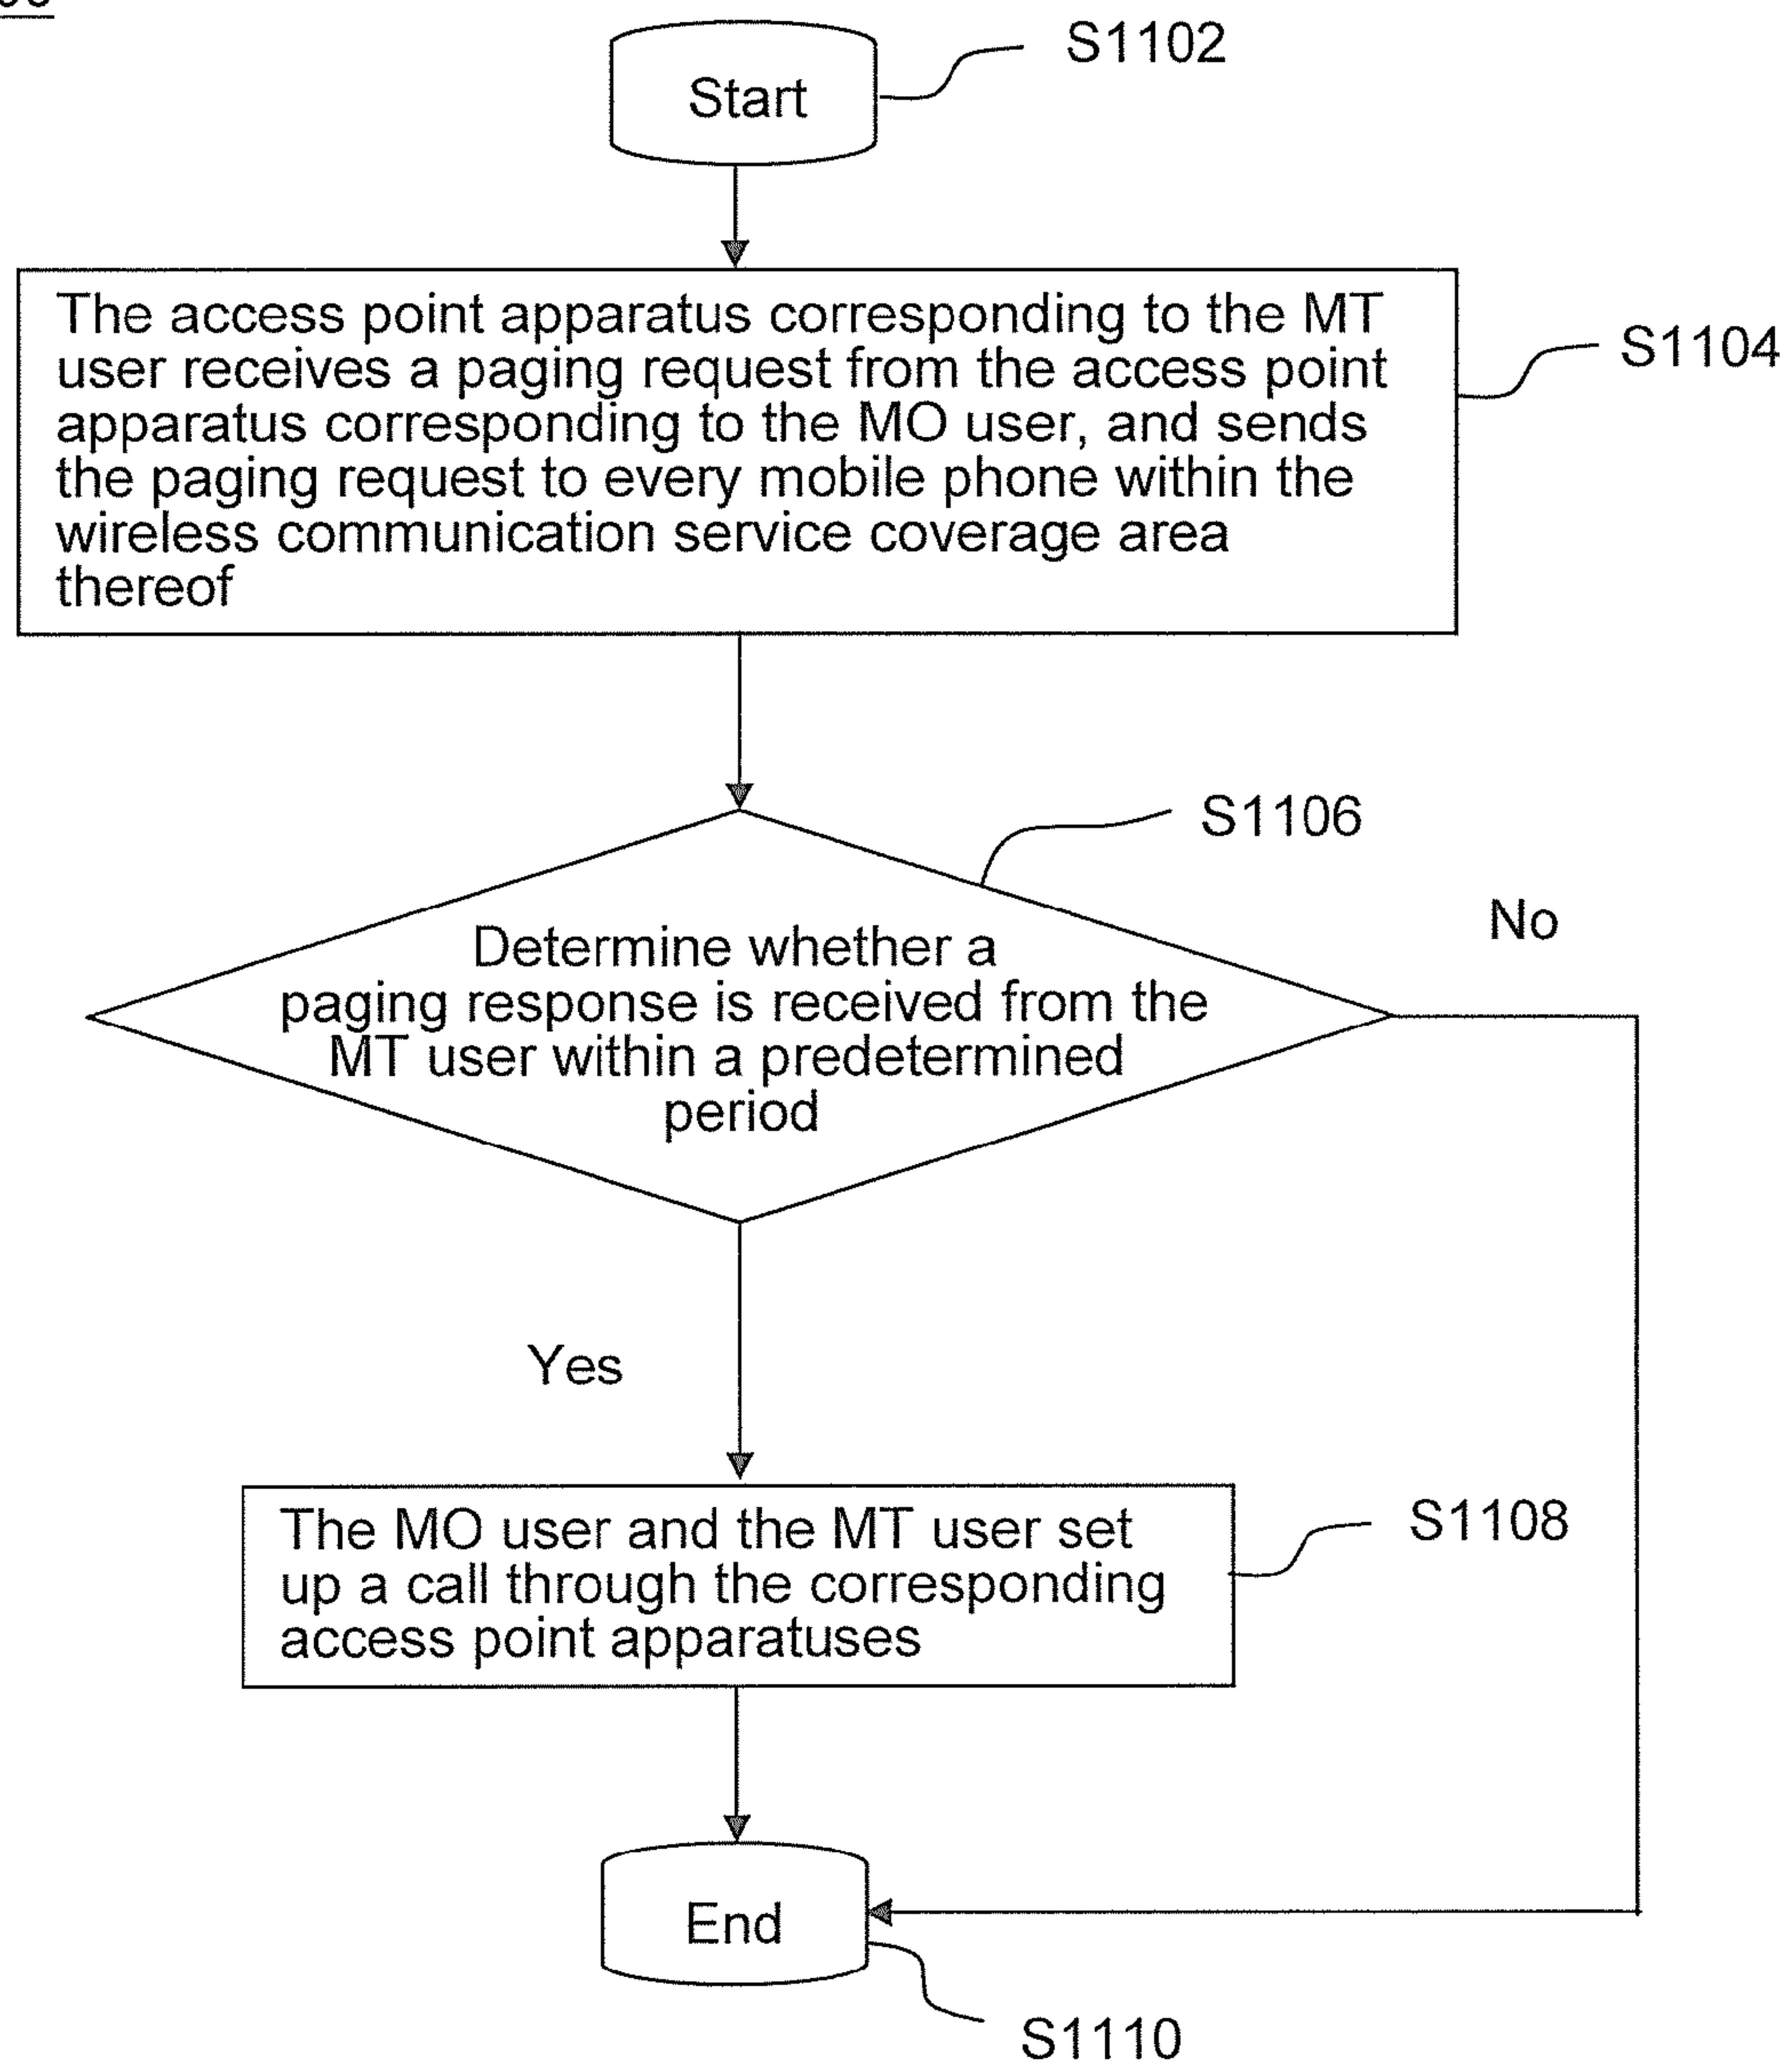 S1102
Start
The access point apparatus corresponding to the MT
user receives a paging request from the access point
apparatus corresponding to the MO user, and sends
the paging request to every mobile phone within the
wireless communication service coverage area
thereof
S1104
S1106
No
Determine whether a
paging response is received from the
MT user within a predetermined
period
Yes
The MO user and the MT user set
up a call through the corresponding
access point apparatuses
S1108
End
S1110